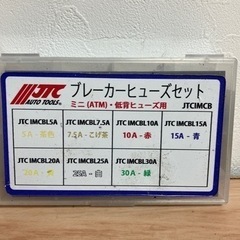 JTC
AUTO TOOLS
ブレーカーヒューズセット
ミニ(ATM)・低背ヒューズ用 JTCIMCB
JTC IMCBL5A JTC IMCBL7.5A JTC IMCBL10A JTC IMCBL15A
5A-茶色 7.5A-こげ茶 10A-赤 15A-青
JTC IMCBL20A JTC IMCBL25A JTC IMCBL30A
25A-白 30A-緑